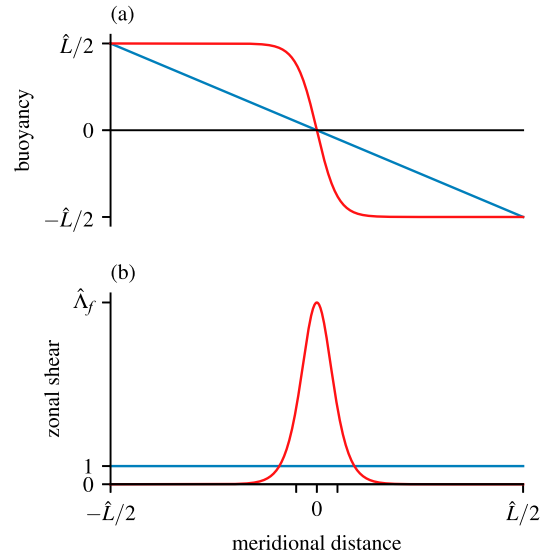 (a)
L̂/2
0
−L̂/2
buoyancy
(b)
Λ̂_f
1
0
zonal shear
−L̂/2 0 L̂/2
meridional distance